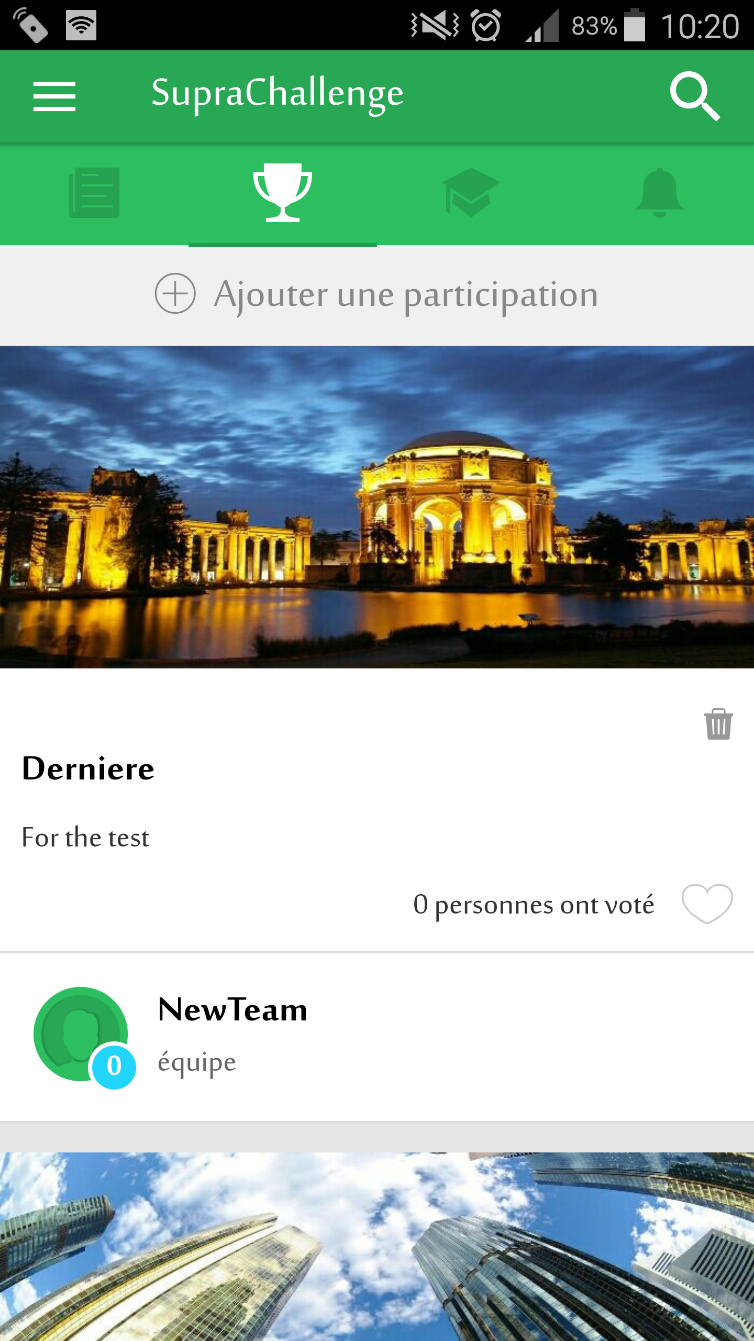 83% 10:20
SupraChallenge
Ajouter une participation
Derniere
For the test
0 personnes ont voté
NewTeam
0
équipe